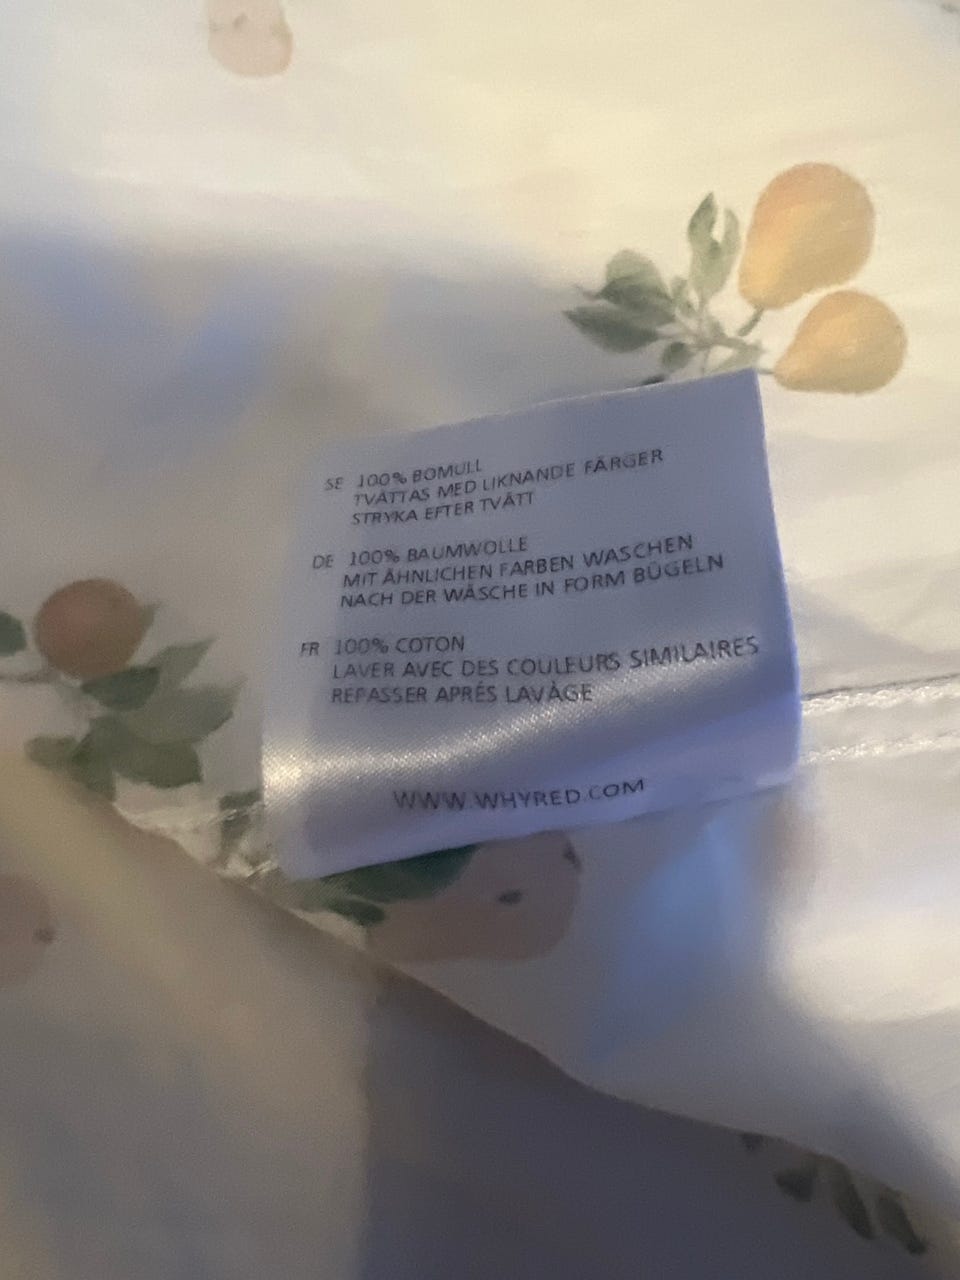 SE 100% BOMULL
TVÄTTAS MED LIKNANDE FÄRGER
STRYKA EFTER TVÄTT
DE 100% BAUMWOLLE
MIT ÄHNLICHEN FARBEN WASCHEN
NACH DER WÄSCHE IN FORM BÜGELN
FR 100% COTON
LAVER AVEC DES COULEURS SIMILAIRES
REPASSER APRÉS LAVÀGE
WWW.WHYRED.COM